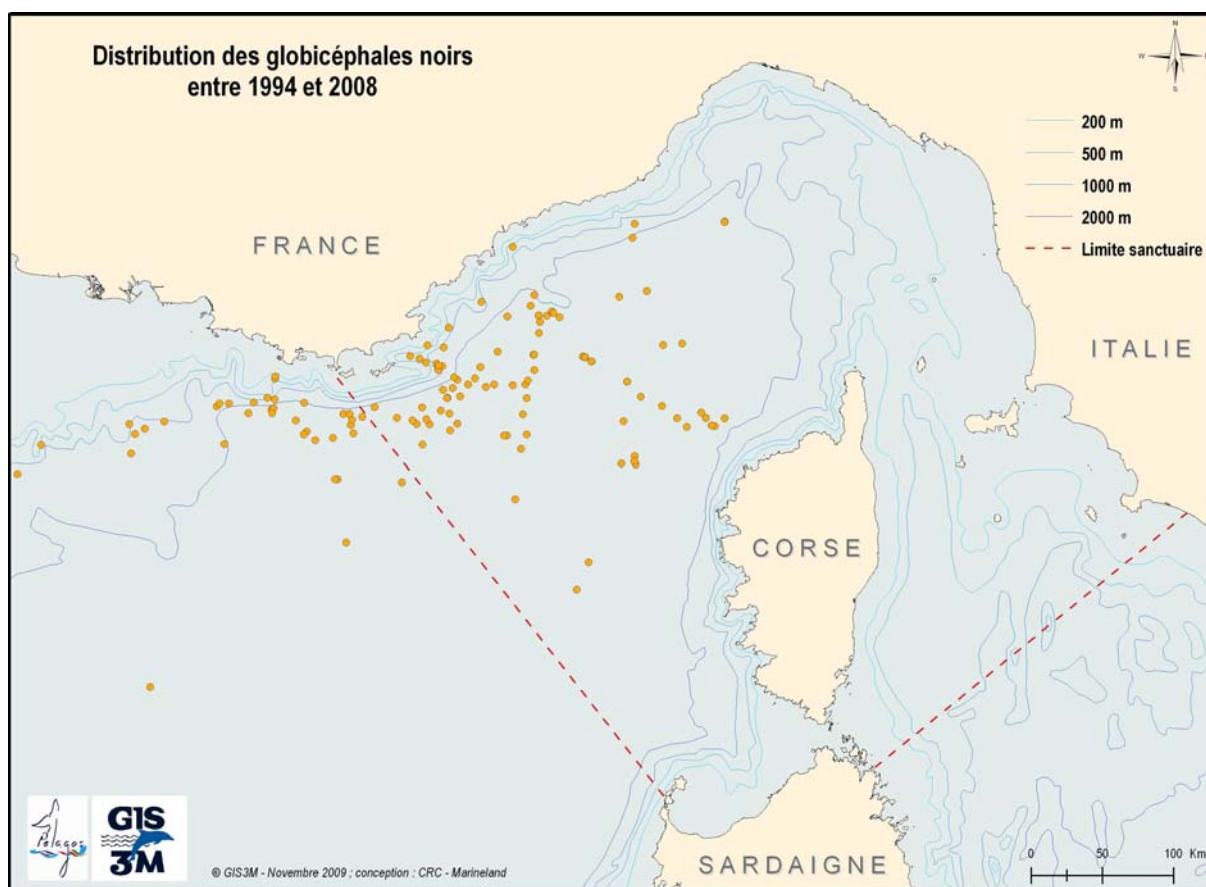 Distribution des globicéphales noirs
entre 1994 et 2008
N
S
200 m
500 m
1000 m
2000 m
Limite sanctuaire
FRANCE
ITALIE
CORSE
SARDAIGNE
Pelagos
GIS
3M
© GIS3M - Novembre 2009 ; conception : CRC - Marineland
0 50 100 Km